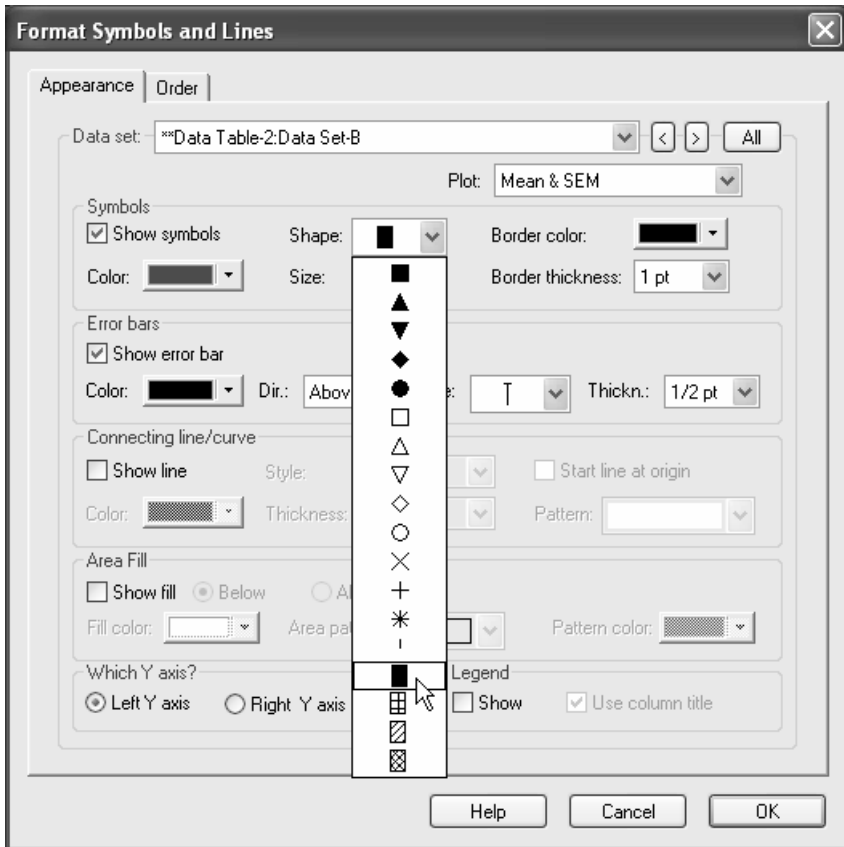 Format Symbols and Lines
Appearance Order
Data set: **Data Table-2:Data Set-B < > All
Plot: Mean & SEM
Symbols
Show symbols Shape: Border color:
Color: Size: Border thickness: 1 pt
Error bars
Show error bar
Color: Dir.: Above Thickn.: 1/2 pt
Connecting line/curve
Show line Style: Start line at origin
Color: Thickness: Pattern:
Area Fill
Show fill Below
Fill color: Area pat Pattern color:
Which Y axis? Legend
Left Y axis Right Y axis Show Use column title
Help Cancel OK